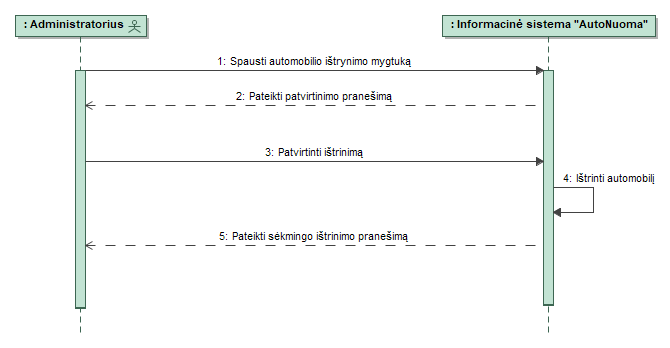 : Administratorius
: Informacinė sistema "AutoNuoma"
1: Spausti automobilio ištrynimo mygtuką
2: Pateikti patvirtinimo pranešimą
3: Patvirtinti ištrinimą
4: Ištrinti automobilį
5: Pateikti sėkmingo ištrinimo pranešimą